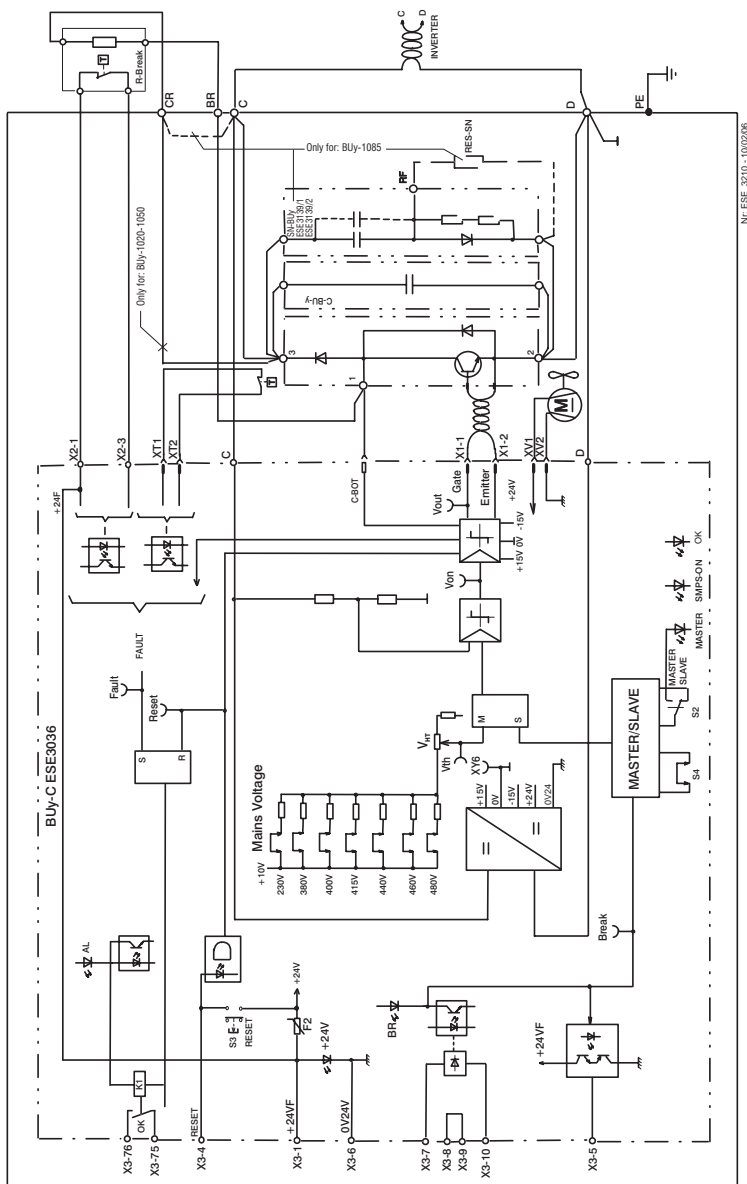 C
D
INVERTER
T
R-Break
CR
BR
C
D
PE
Only for: BUy-1085
RES-SN
RF
SN-BUy
ESE3139/1
ESE3139/2
Only for: BUy-1020-1050
C-BU-y
3
2
1
T
M
X2-1
X2-3
XT1
XT2
C
C-BOT
X1-1
X1-2
XV1
XV2
D
+24F
Vout
Gate
Emitter
+24V
+15V
0V
-15V
Von
OK
SMPS-ON
MASTER
FAULT
Fault
Reset
S
R
BUy-C ESE3036
Mains Voltage
VHT
Vth
XY6
M
S
MASTER
SLAVE
S2
S4
MASTER/SLAVE
+10V
230V
380V
400V
415V
440V
460V
480V
+15V
0V
-15V
+24V
0V24
AL
S3
RESET
+24V
F2
+24V
BR
Break
+24VF
K1
OK
RESET
+24VF
0V24V
X3-76
X3-75
X3-4
X3-1
X3-6
X3-7
X3-8
X3-9
X3-10
X3-5
Nr. ESE 3210 - 10/02/06